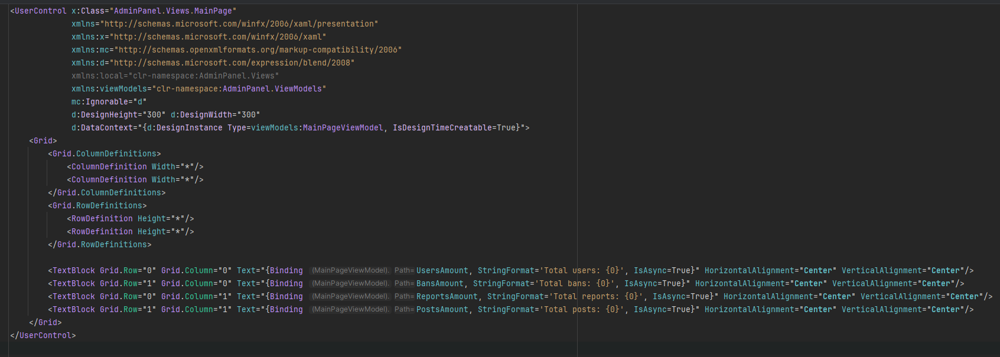 <UserControl x:Class="AdminPanel.Views.MainPage"
             xmlns="http://schemas.microsoft.com/winfx/2006/xaml/presentation"
             xmlns:x="http://schemas.microsoft.com/winfx/2006/xaml"
             xmlns:mc="http://schemas.openxmlformats.org/markup-compatibility/2006"
             xmlns:d="http://schemas.microsoft.com/expression/blend/2008"
             xmlns:local="clr-namespace:AdminPanel.Views"
             xmlns:viewModels="clr-namespace:AdminPanel.ViewModels"
             mc:Ignorable="d"
             d:DesignHeight="300" d:DesignWidth="300"
             d:DataContext="{d:DesignInstance Type=viewModels:MainPageViewModel, IsDesignTimeCreatable=True}">
    <Grid>
        <Grid.ColumnDefinitions>
            <ColumnDefinition Width="*"/>
            <ColumnDefinition Width="*"/>
        </Grid.ColumnDefinitions>
        <Grid.RowDefinitions>
            <RowDefinition Height="*"/>
            <RowDefinition Height="*"/>
        </Grid.RowDefinitions>

        <TextBlock Grid.Row="0" Grid.Column="0" Text="{Binding (MainPageViewModel). Path= UsersAmount, StringFormat='Total users: {0}', IsAsync=True}" HorizontalAlignment="Center" VerticalAlignment="Center"/>
        <TextBlock Grid.Row="1" Grid.Column="0" Text="{Binding (MainPageViewModel). Path= BansAmount, StringFormat='Total bans: {0}', IsAsync=True}" HorizontalAlignment="Center" VerticalAlignment="Center"/>
        <TextBlock Grid.Row="0" Grid.Column="1" Text="{Binding (MainPageViewModel). Path= ReportsAmount, StringFormat='Total reports: {0}', IsAsync=True}" HorizontalAlignment="Center" VerticalAlignment="Center"/>
        <TextBlock Grid.Row="1" Grid.Column="1" Text="{Binding (MainPageViewModel). Path= PostsAmount, StringFormat='Total posts: {0}', IsAsync=True}" HorizontalAlignment="Center" VerticalAlignment="Center"/>
    </Grid>
</UserControl>